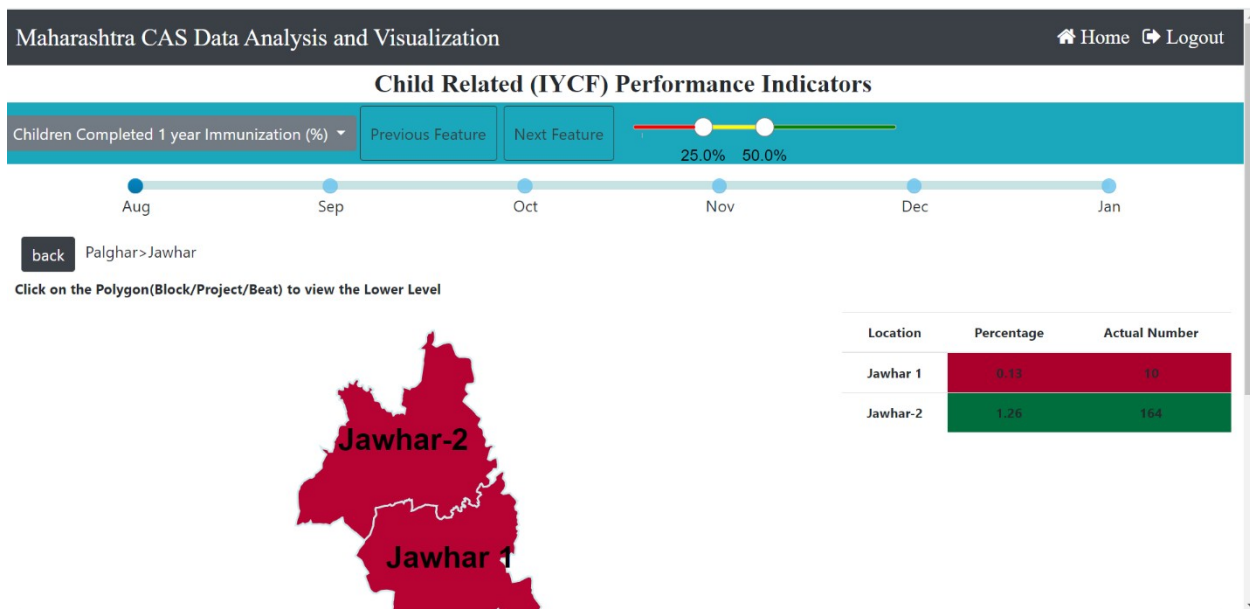 Maharashtra CAS Data Analysis and Visualization Home Logout
Child Related (IYCF) Performance Indicators
Children Completed 1 year Immunization (%) Previous Feature Next Feature
25.0% 50.0%
Aug Sep Oct Nov Dec Jan
back Palghar>Jawhar
Click on the Polygon(Block/Project/Beat) to view the Lower Level
Location Percentage Actual Number
Jawhar 1 0.13 10
Jawhar-2 1.26 164
Jawhar-2
Jawhar 1